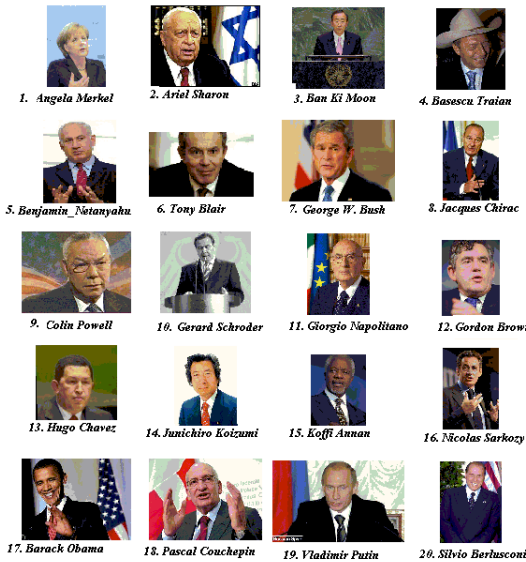 1. Angela Merkel
2. Ariel Sharon
3. Ban Ki Moon
4. Basescu Traian
5. Benjamin_Netanyahu
6. Tony Blair
7. George W. Bush
8. Jacques Chirac
9. Colin Powell
10. Gerard Schroder
11. Giorgio Napolitano
12. Gordon Brown
13. Hugo Chavez
14. Junichiro Koizumi
15. Koffi Annan
16. Nicolas Sarkozy
17. Barack Obama
18. Pascal Couchepin
19. Vladimir Putin
20. Silvio Berlusconi